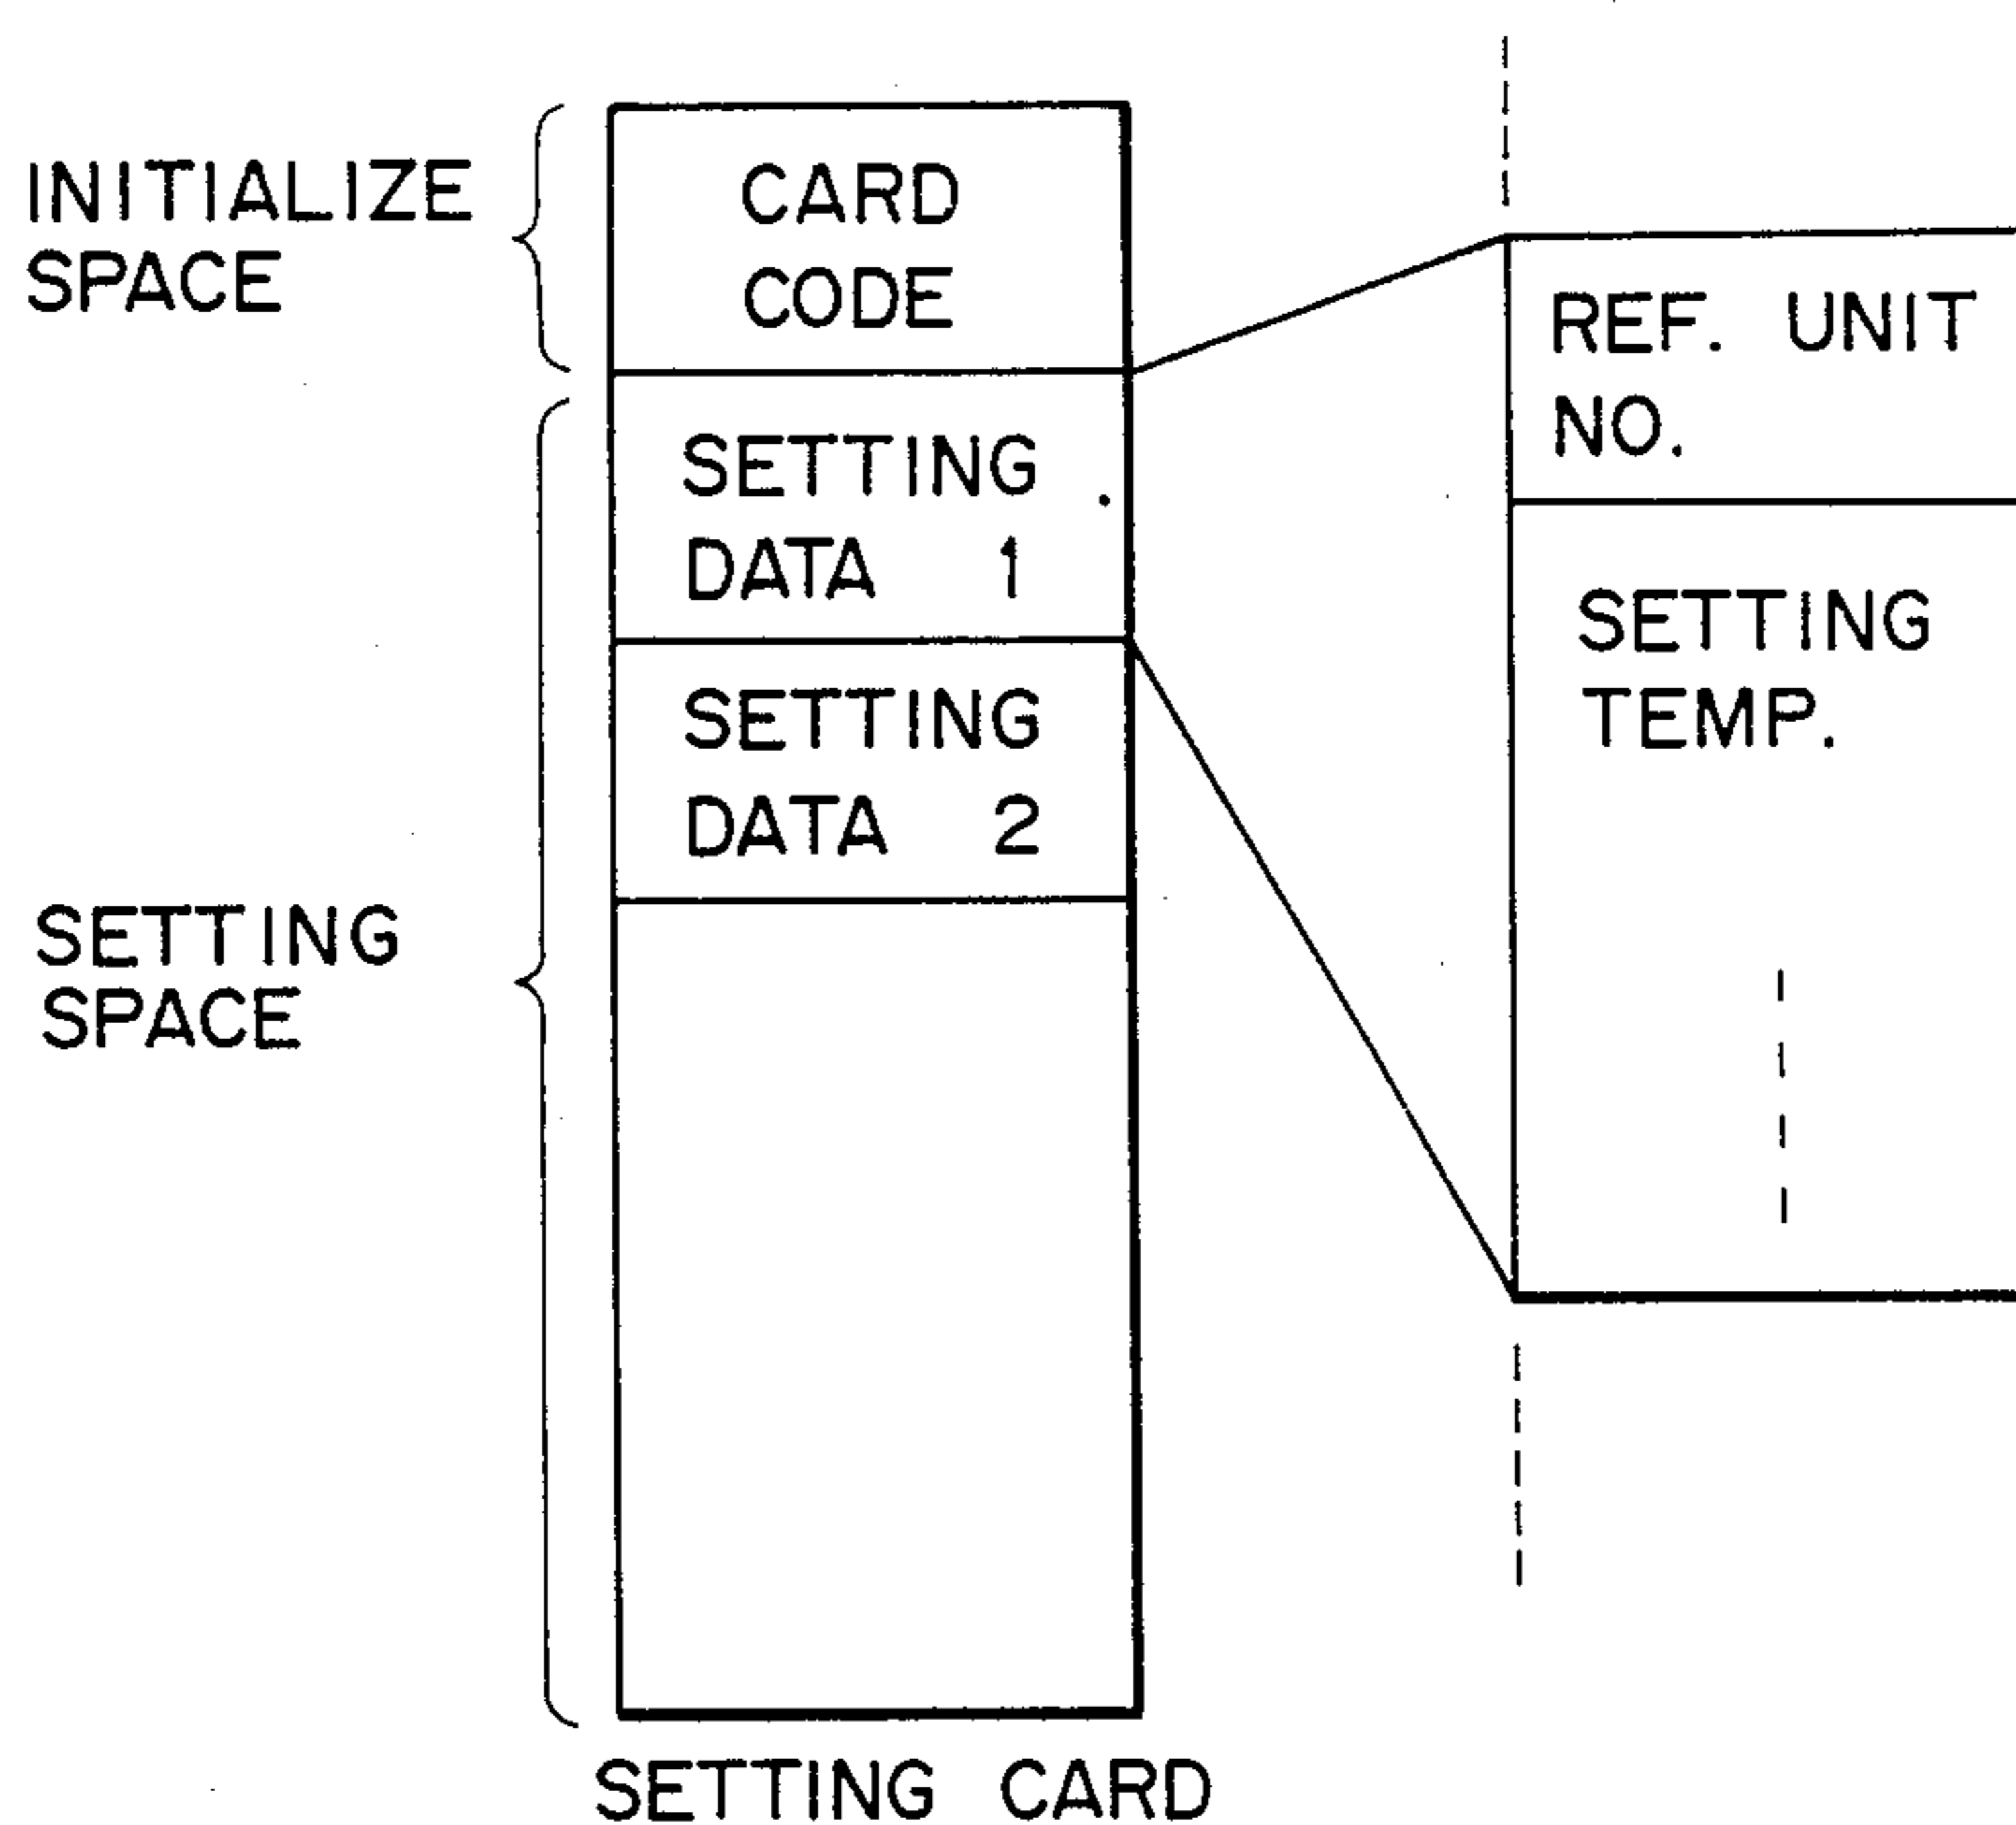 INITIALIZE
SPACE
CARD
CODE
SETTING
DATA 1
SETTING
DATA 2
SETTING
SPACE
REF. UNIT
NO.
SETTING
TEMP.
SETTING CARD